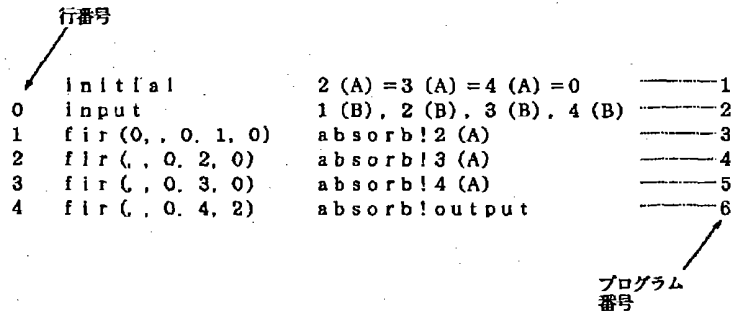 行番号
initial 2 (A) =3 (A) =4 (A) =0 1
0 input 1 (B), 2 (B), 3 (B), 4 (B) 2
1 fir (0, , 0. 1, 0) absorb!2 (A) 3
2 fir (, , 0. 2, 0) absorb!3 (A) 4
3 fir (, , 0. 3, 0) absorb!4 (A) 5
4 fir (, , 0. 4, 2) absorb!output 6
プログラム
番号